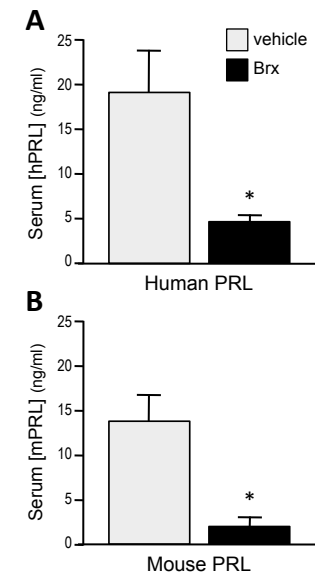 A
25
20
15
10
5
0
Serum [hPRL] (ng/ml)
vehicle
Brx
*
Human PRL
B
25
20
15
10
5
0
Serum [mPRL] (ng/ml)
*
Mouse PRL